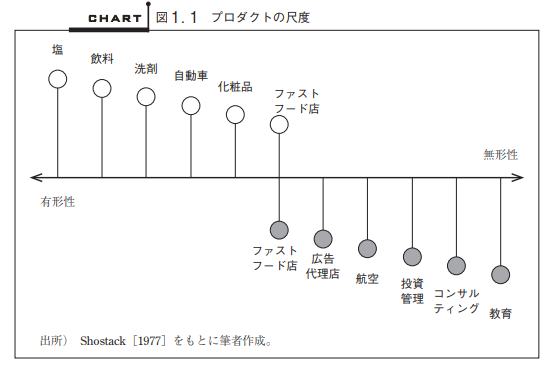 CHART 図1.1 プロダクトの尺度
塩
飲料
洗剤
自動車
化粧品
ファスト
フード店
無形性
有形性
ファスト
フード店
広告
代理店
航空
投資
管理
コンサル
ティング
教育
出所） Shostack［1977］をもとに筆者作成。